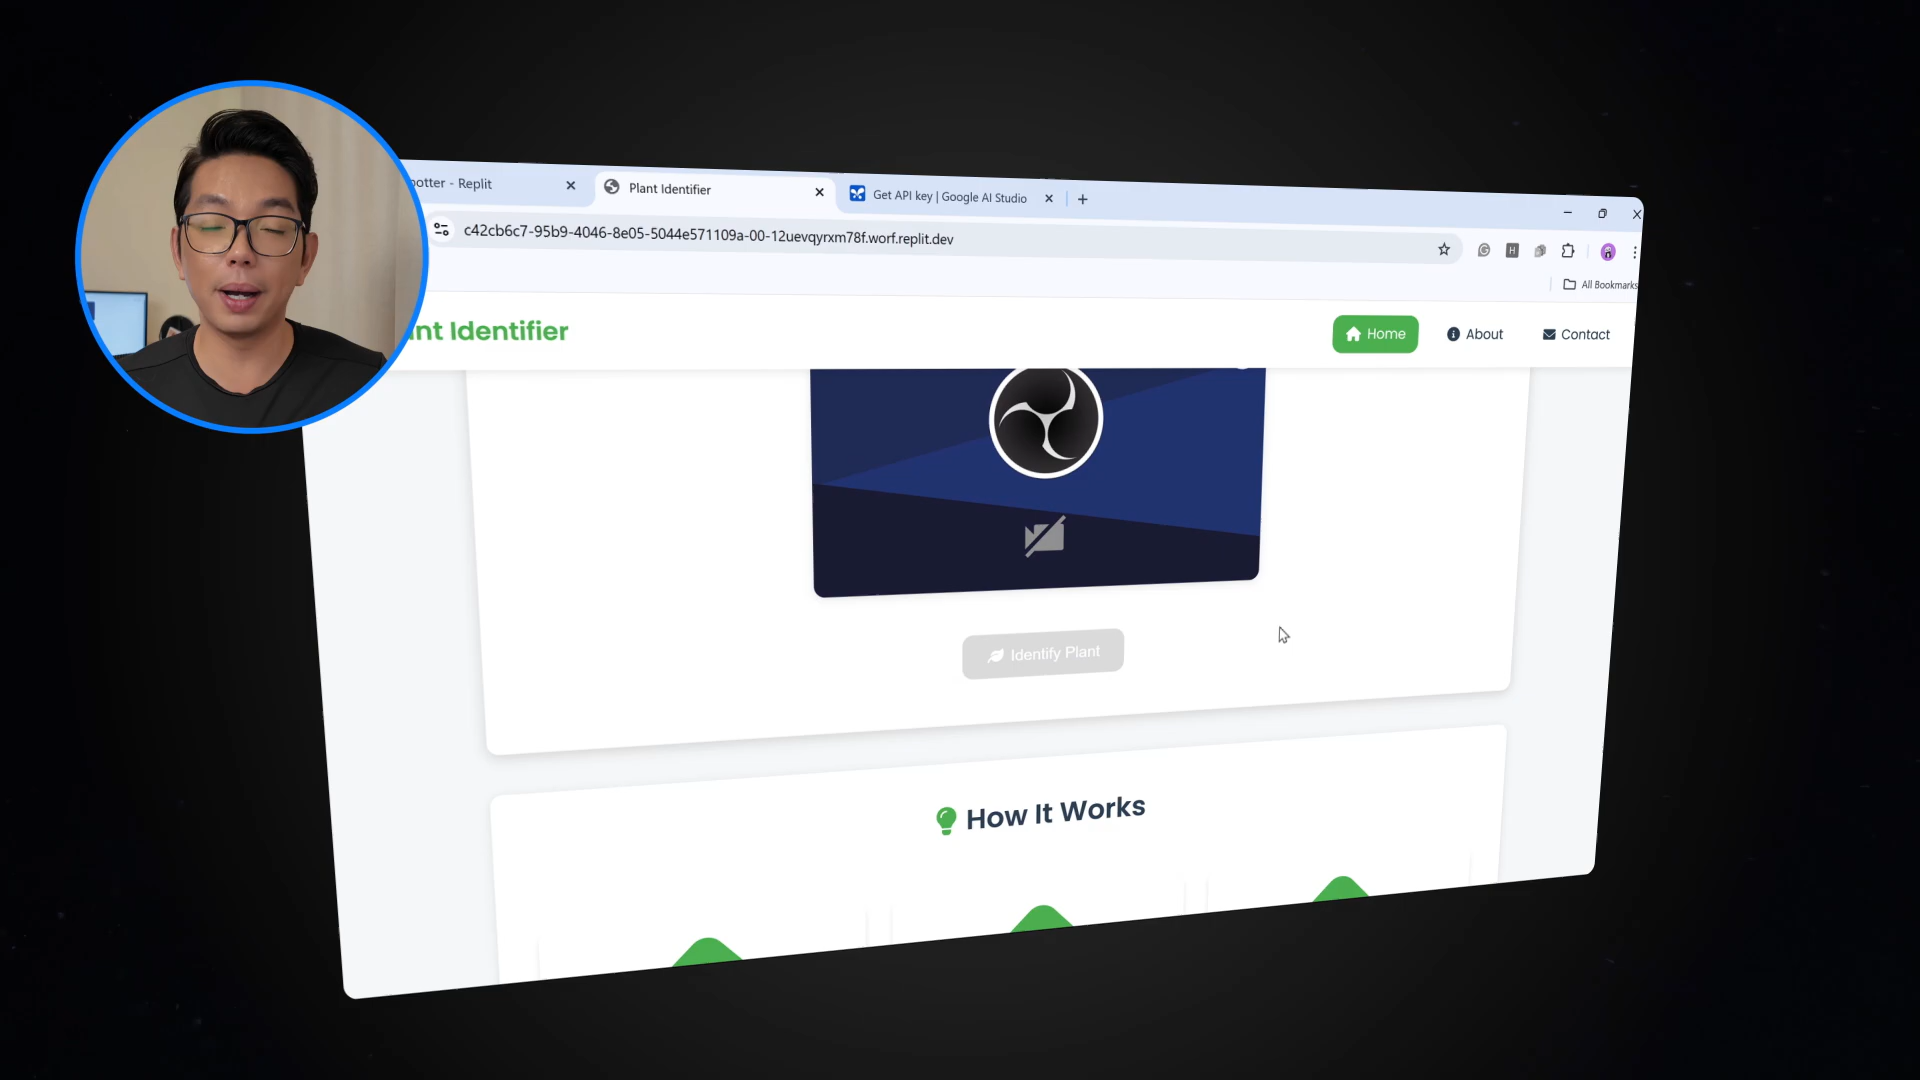 otter - Replit
Plant Identifier
Get API key | Google AI Studio
c42cb6c7-95b9-4046-8e05-5044e571109a-00-12uevqyrxm78f.worf.replit.dev
All Bookmarks
nt Identifier
Home
About
Contact
Identify Plant
How It Works